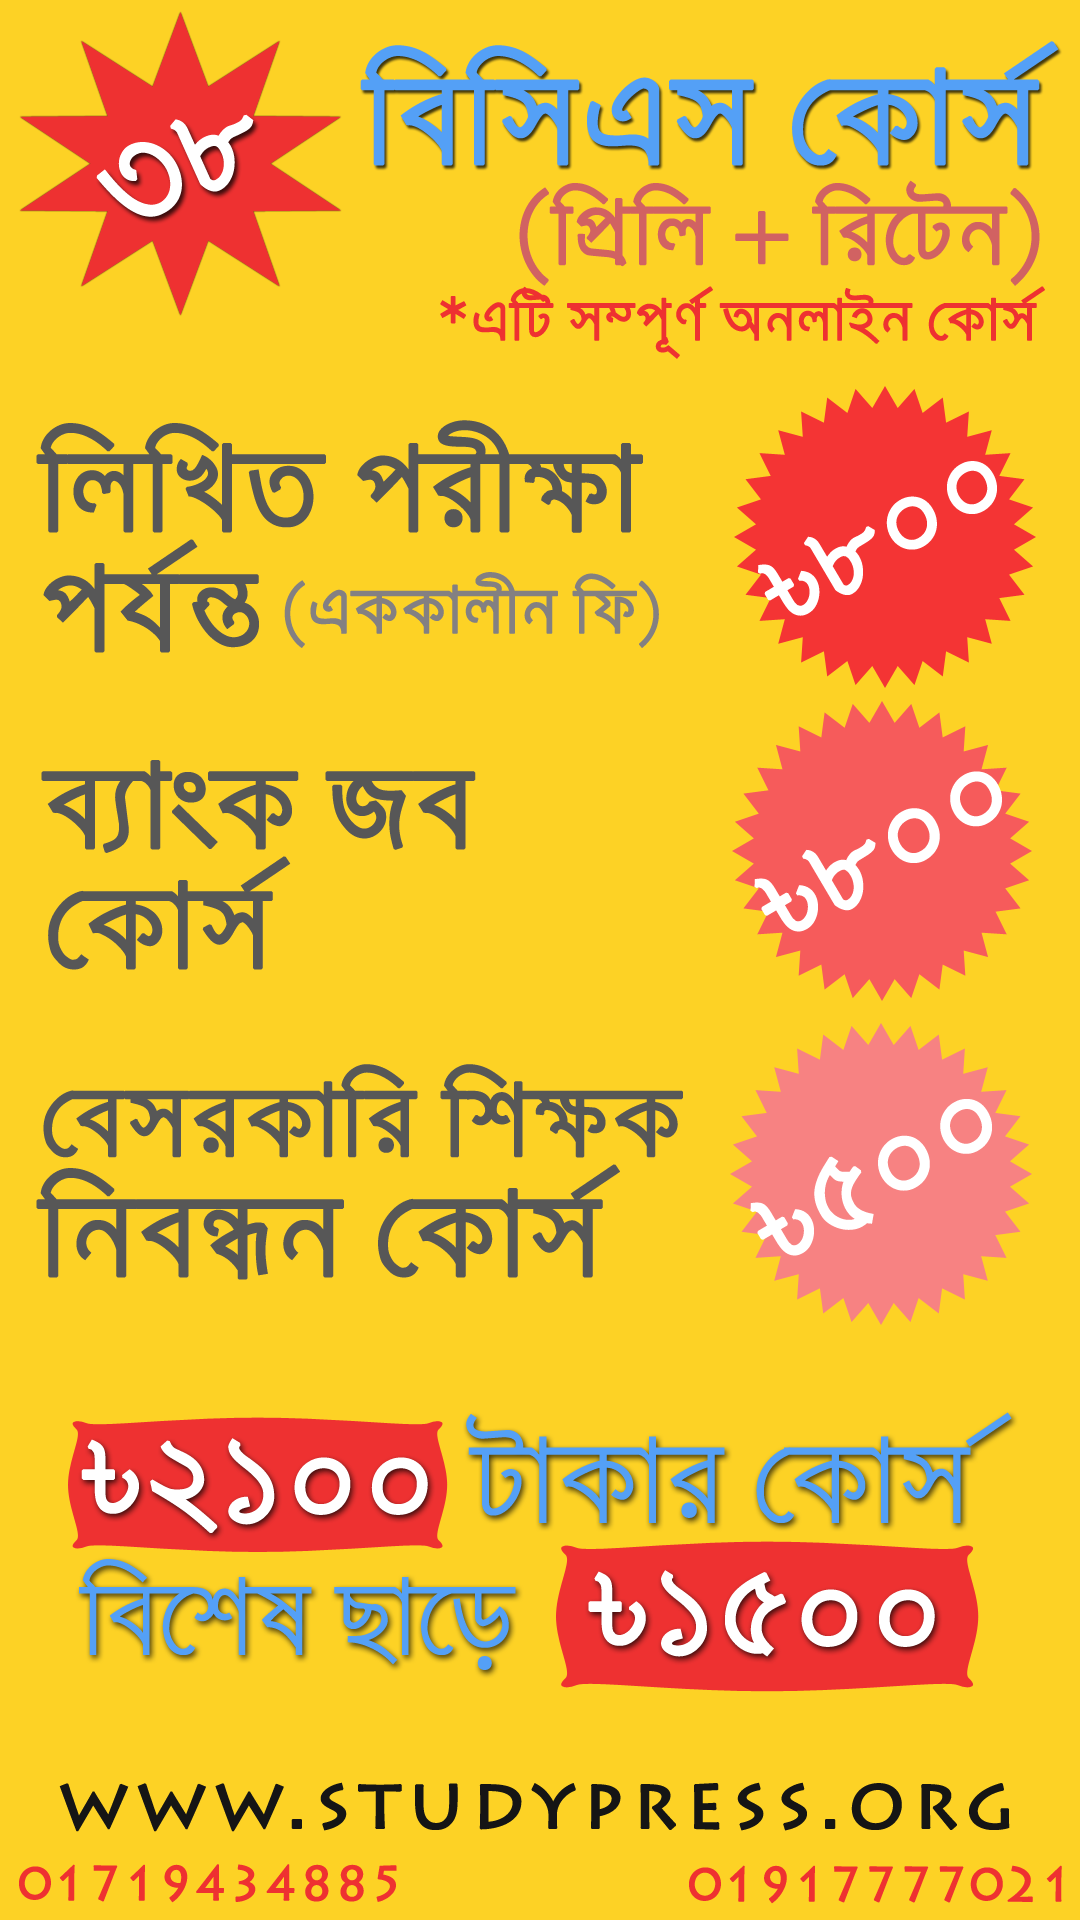 ৩৮
বিসিএস কোর্স
(প্রিলি + রিটেন)
*এটি সম্পূর্ণ অনলাইন কোর্স
লিখিত পরীক্ষা
পর্যন্ত (এককালীন ফি)
৳৮০০
ব্যাংক জব
কোর্স
৳৮০০
বেসরকারি শিক্ষক
নিবন্ধন কোর্স
৳৫০০
৳২১০০ টাকার কোর্স
বিশেষ ছাড়ে ৳১৫০০
WWW.STUDYPRESS.ORG
01719434885 01917777021